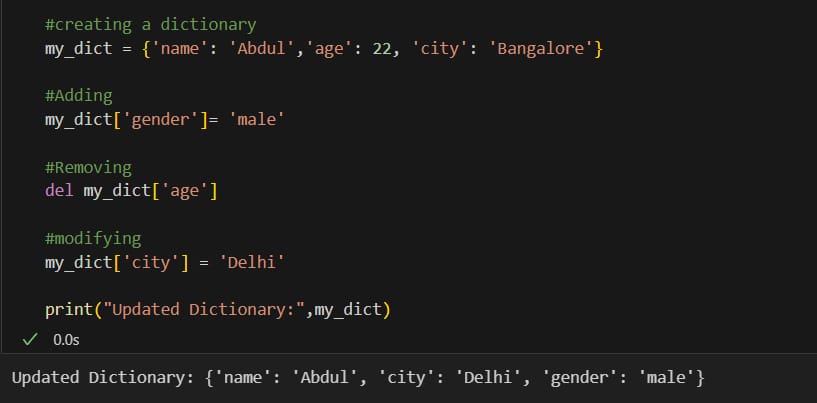 #creating a dictionary
my_dict = {'name': 'Abdul','age': 22, 'city': 'Bangalore'}
#Adding
my_dict['gender']= 'male'
#Removing
del my_dict['age']
#modifying
my_dict['city'] = 'Delhi'
print("Updated Dictionary:",my_dict)
0.0s
Updated Dictionary: {'name': 'Abdul', 'city': 'Delhi', 'gender': 'male'}